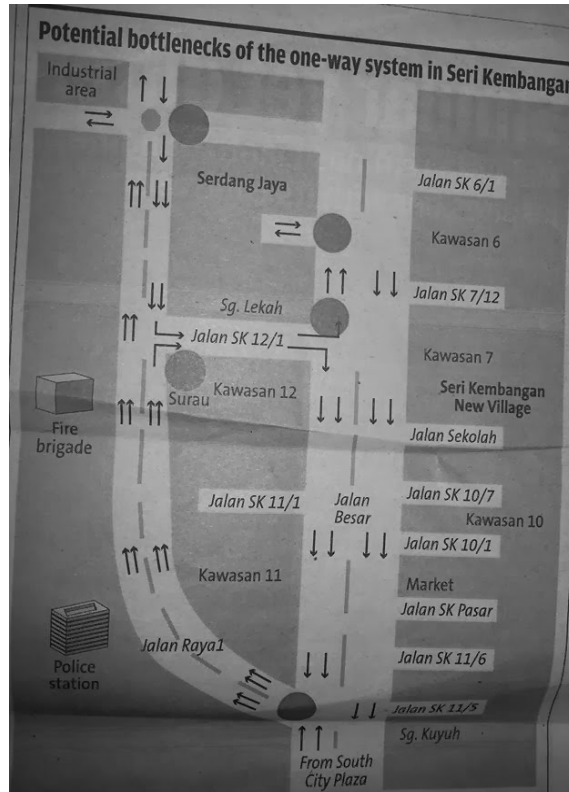 Potential bottlenecks of the one-way system in Seri Kembangan
Industrial
area
Serdang Jaya
Jalan SK 6/1
Kawasan 6
Jalan SK 7/12
Sg. Lekah
Jalan SK 12/1
Kawasan 7
Surau
Kawasan 12
Seri Kembangan
New Village
Fire
brigade
Jalan Sekolah
Jalan SK 11/1
Jalan
Besar
Jalan SK 10/7
Kawasan 10
Jalan SK 10/1
Kawasan 11
Market
Jalan SK Pasar
Jalan Raya1
Police
station
Jalan SK 11/6
Jalan SK 11/5
Sg. Kuyuh
From South
City Plaza